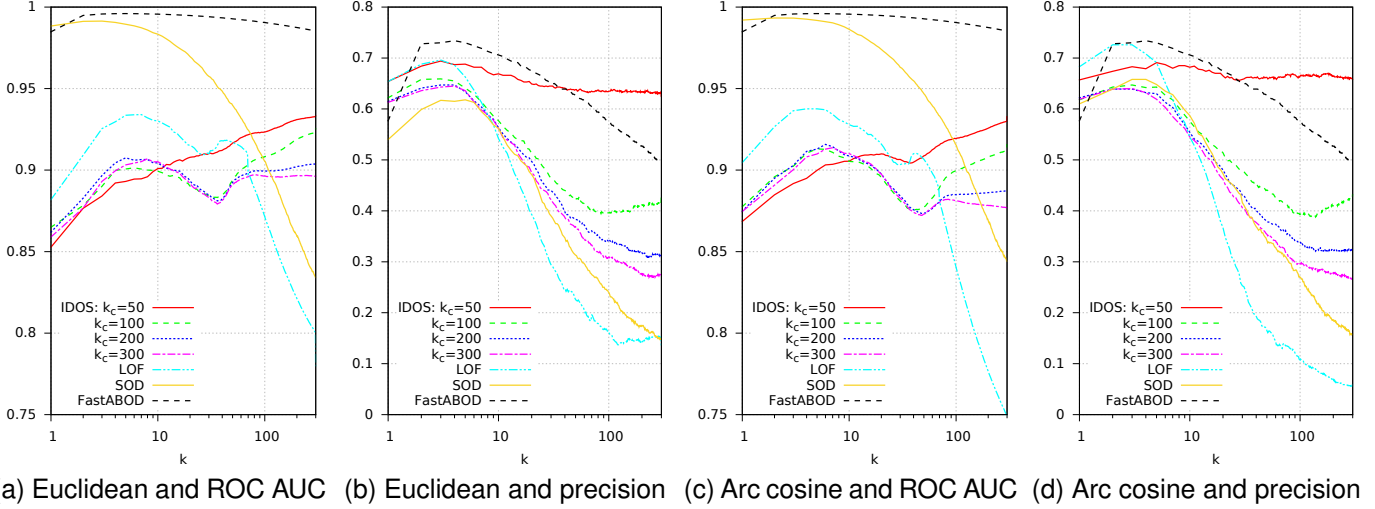 1
0.95
0.9
0.85
0.8
0.75
1 10 100
k
IDOS: kc=50
kc=100
kc=200
kc=300
LOF
SOD
FastABOD
a) Euclidean and ROC AUC
0.8
0.7
0.6
0.5
0.4
0.3
0.2
0.1
0
1 10 100
k
IDOS: kc=50
kc=100
kc=200
kc=300
LOF
SOD
FastABOD
(b) Euclidean and precision
1
0.95
0.9
0.85
0.8
0.75
1 10 100
k
IDOS: kc=50
kc=100
kc=200
kc=300
LOF
SOD
FastABOD
(c) Arc cosine and ROC AUC
0.8
0.7
0.6
0.5
0.4
0.3
0.2
0.1
0
1 10 100
k
IDOS: kc=50
kc=100
kc=200
kc=300
LOF
SOD
FastABOD
(d) Arc cosine and precision